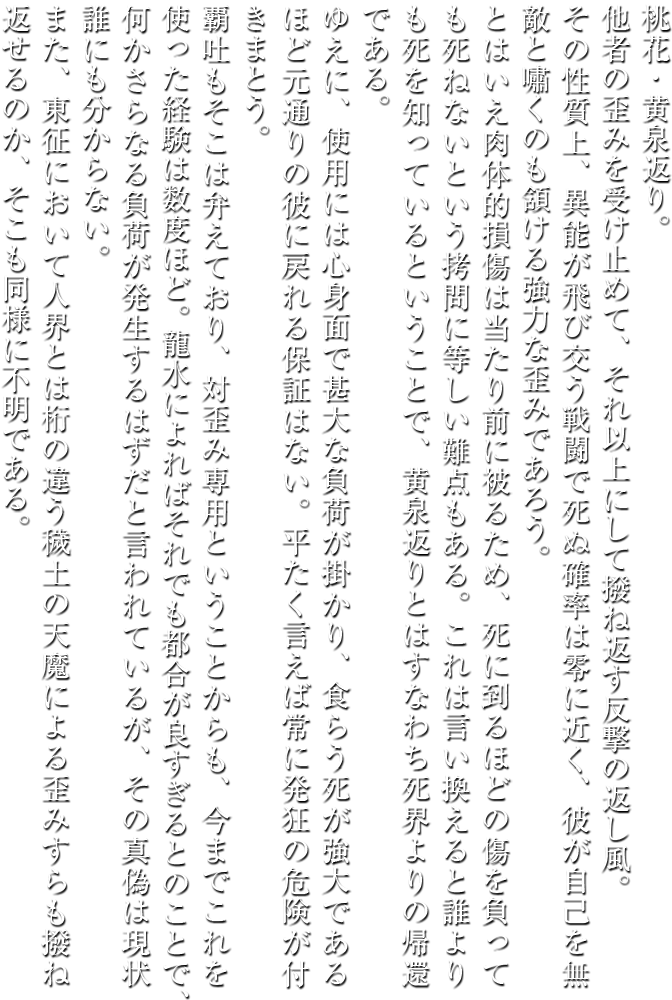 桃花・黄泉返り。
他者の歪みを受け止めて、それ以上にして撥ね返す反撃の返し風。
その性質上、異能が飛び交う戦闘で死ぬ確率は零に近く、彼が自己を無
敵と嘯くのも頷ける強力な歪みであろう。
とはいえ肉体的損傷は当たり前に被るため、死に到るほどの傷を負って
も死ねないという拷問に等しい難点もある。これは言い換えると誰より
も死を知っているということで、黄泉返りとはすなわち死界よりの帰還
である。
ゆえに、使用には心身面で甚大な負荷が掛かり、食らう死が強大である
ほど元通りの彼に戻れる保証はない。平たく言えば常に発狂の危険が付
きまとう。
覇吐もそこは弁えており、対歪み専用ということからも、今までこれを
使った経験は数度ほど。龍水によればそれでも都合が良すぎるとのことで、
何かさらなる負荷が発生するはずだと言われているが、その真偽は現状
誰にも分からない。
また、東征において人界とは桁の違う穢土の天魔による歪みすらも撥ね
返せるのか、そこも同様に不明である。